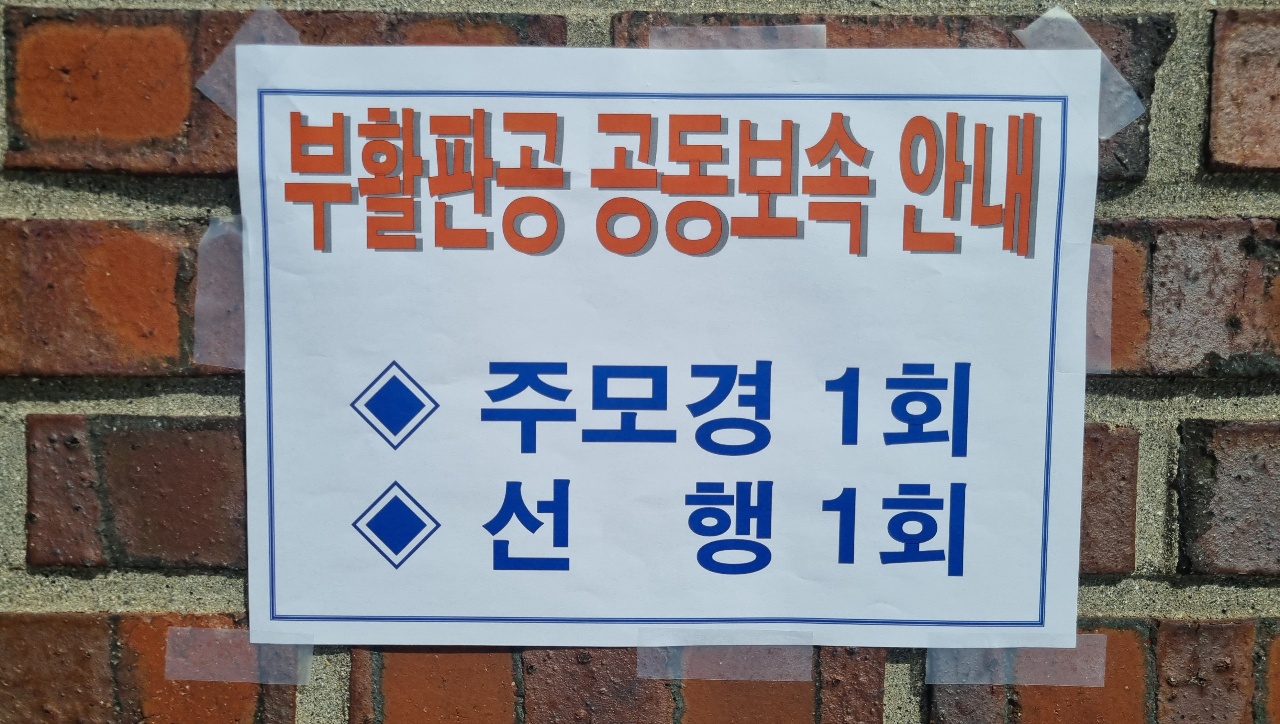 부활판공 공동보속 안내
◈ 주모경 1회
◈ 선 행 1회